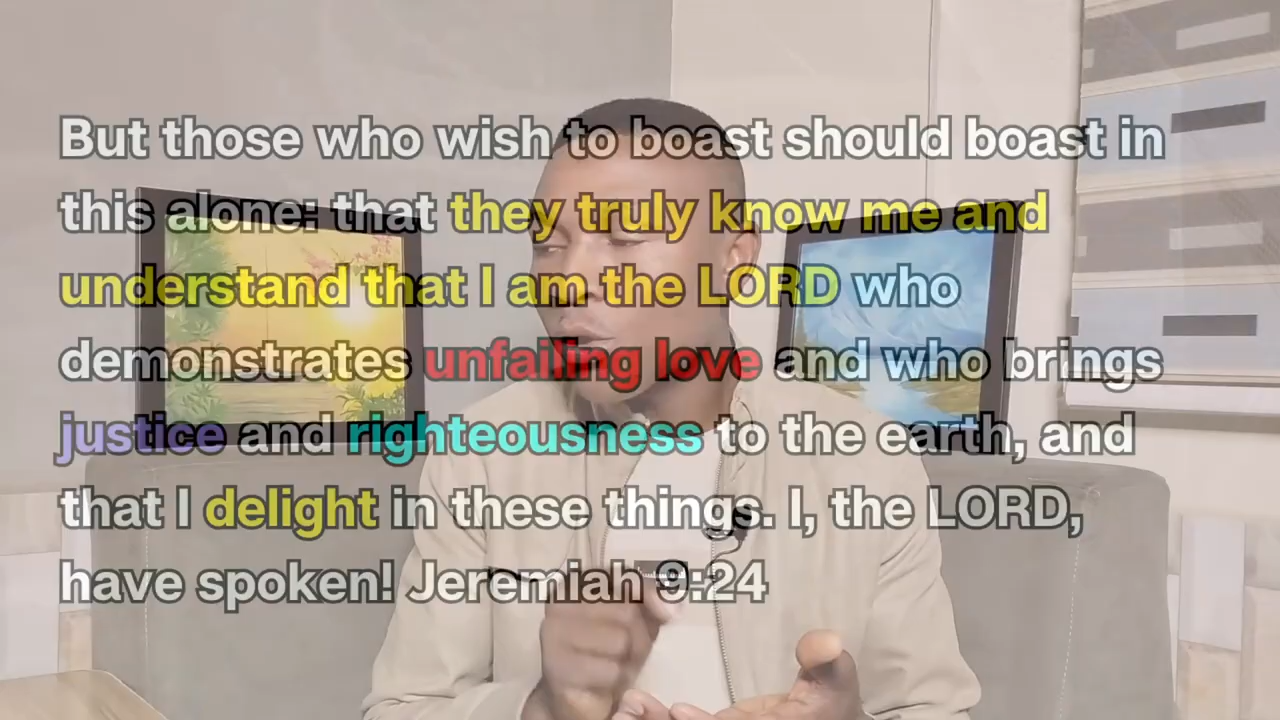 But those who wish to boast should boast in
this alone: that they truly know me and
understand that I am the LORD who
demonstrates unfailing love and who brings
justice and righteousness to the earth, and
that I delight in these things. I, the LORD,
have spoken! Jeremiah 9:24